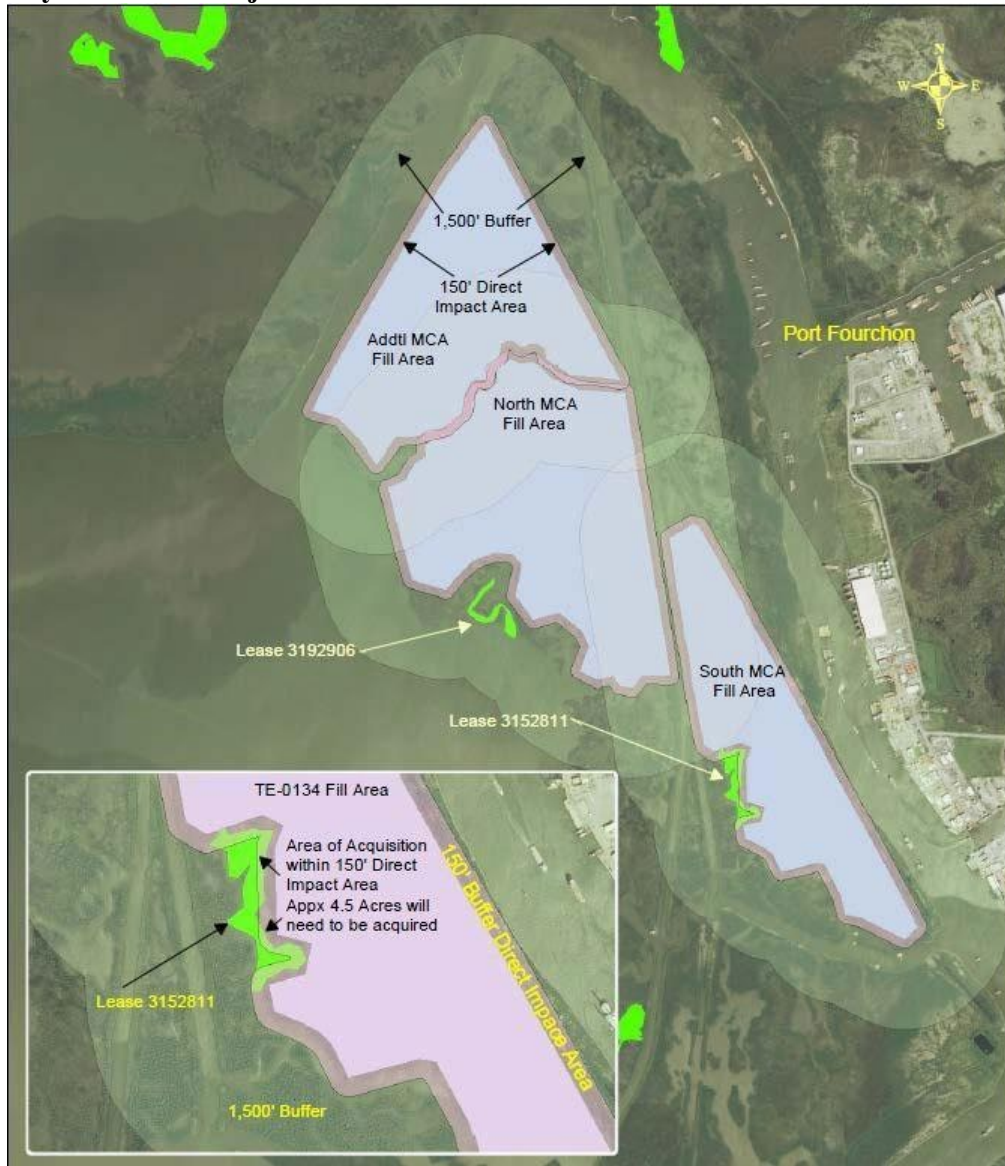 N
W E
S
1,500' Buffer
150' Direct
Impact Area
Port Fourchon
Addtl MCA
Fill Area
North MCA
Fill Area
Lease 3192906
South MCA
Fill Area
Lease 3152811
TE-0134 Fill Area
Area of Acquisition
within 150' Direct
Impact Area
Appx 4.5 Acres will
need to be acquired
150' Buffer Direct Impace Area
Lease 3152811
1,500' Buffer